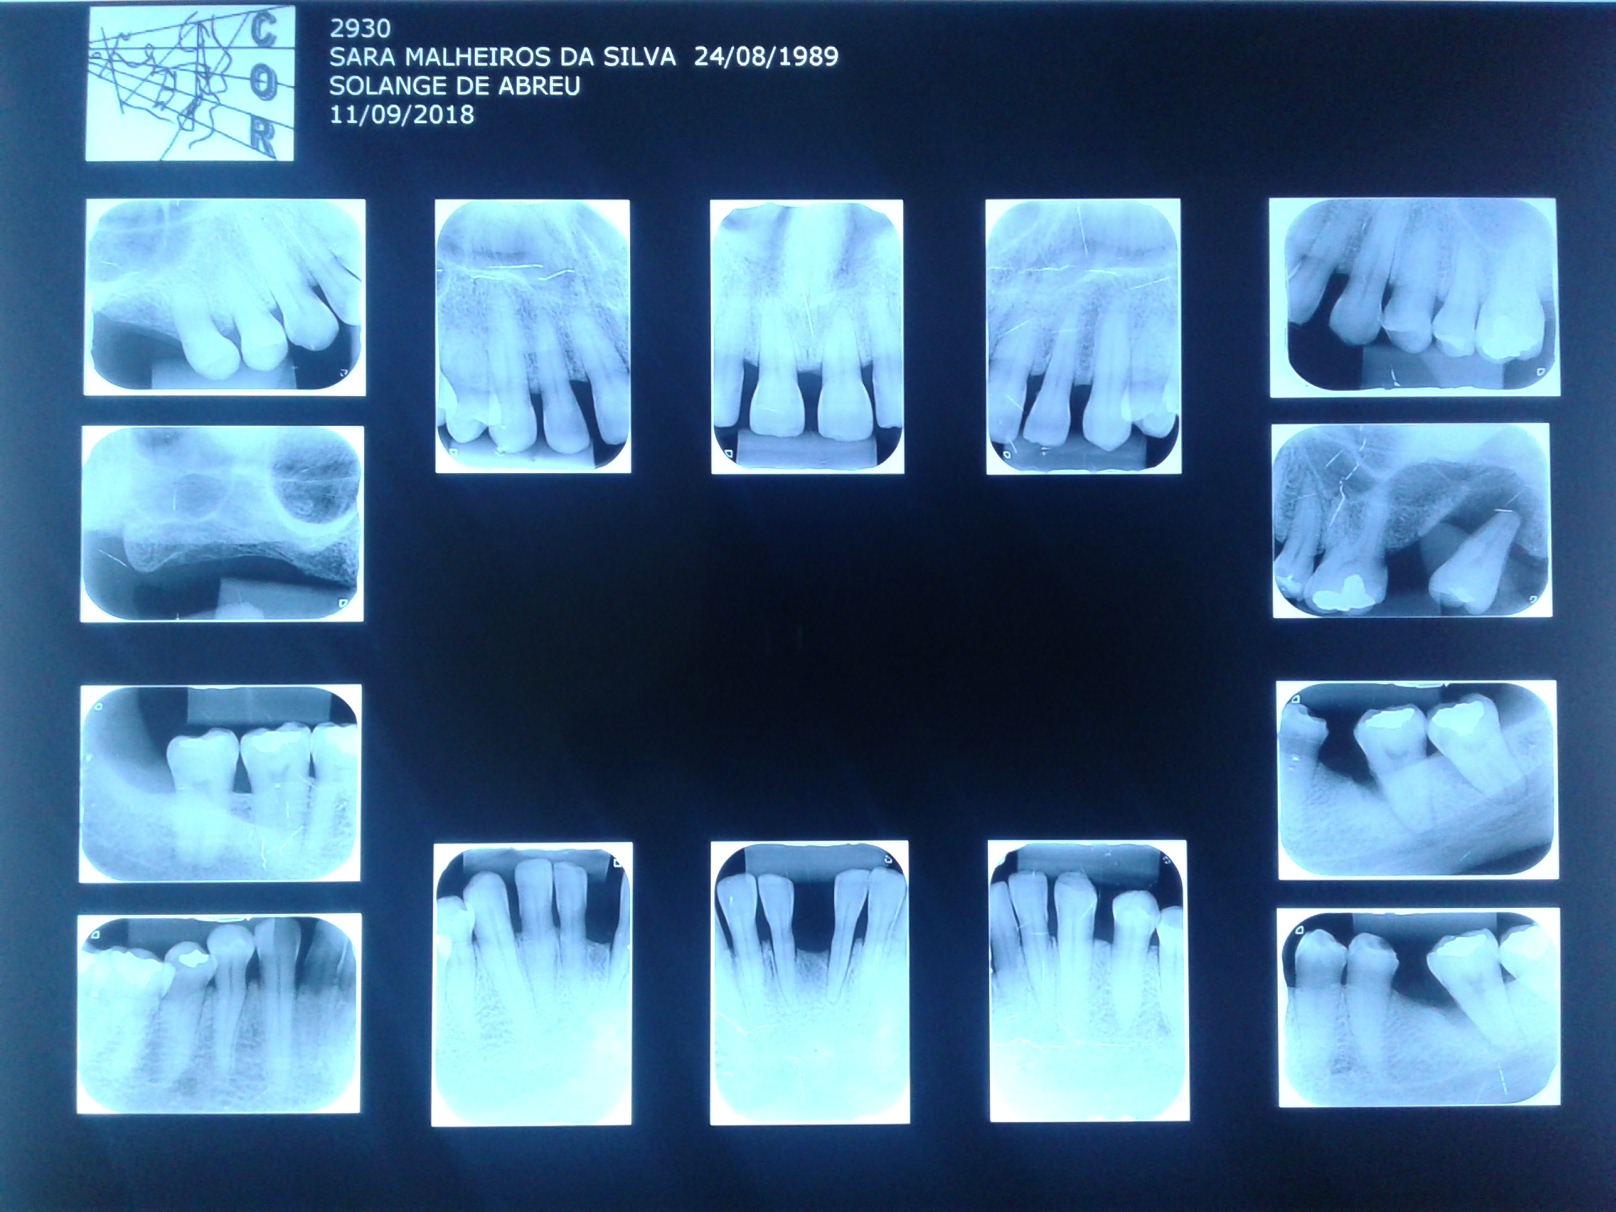 C
O
R
2930
SARA MALHEIROS DA SILVA 24/08/1989
SOLANGE DE ABREU
11/09/2018